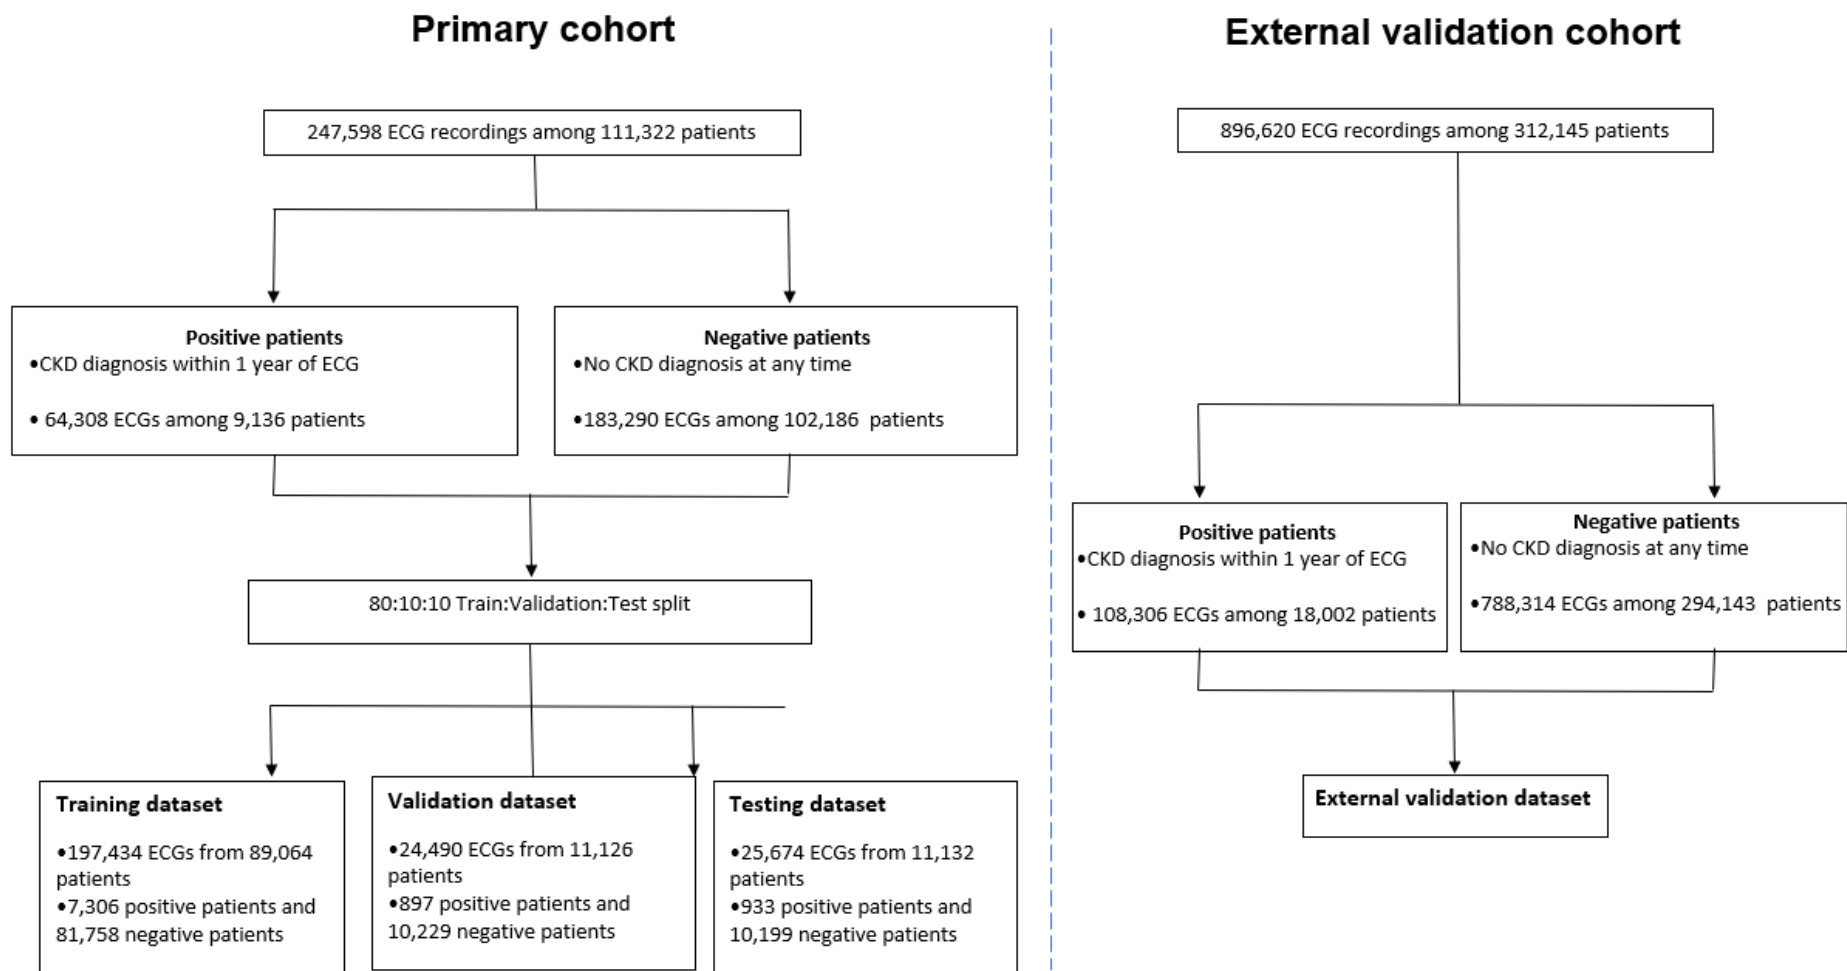 Primary cohort
247,598 ECG recordings among 111,322 patients
Positive patients
•CKD diagnosis within 1 year of ECG
• 64,308 ECGs among 9,136 patients
Negative patients
•No CKD diagnosis at any time
•183,290 ECGs among 102,186  patients
80:10:10 Train:Validation:Test split
Training dataset
•197,434 ECGs from 89,064
patients
•7,306 positive patients and
81,758 negative patients
Validation dataset
•24,490 ECGs from 11,126
patients
•897 positive patients and
10,229 negative patients
Testing dataset
•25,674 ECGs from 11,132
patients
•933 positive patients and
10,199 negative patients
External validation cohort
896,620 ECG recordings among 312,145 patients
Positive patients
•CKD diagnosis within 1 year of ECG
• 108,306 ECGs among 18,002 patients
Negative patients
•No CKD diagnosis at any time
•788,314 ECGs among 294,143  patients
External validation dataset